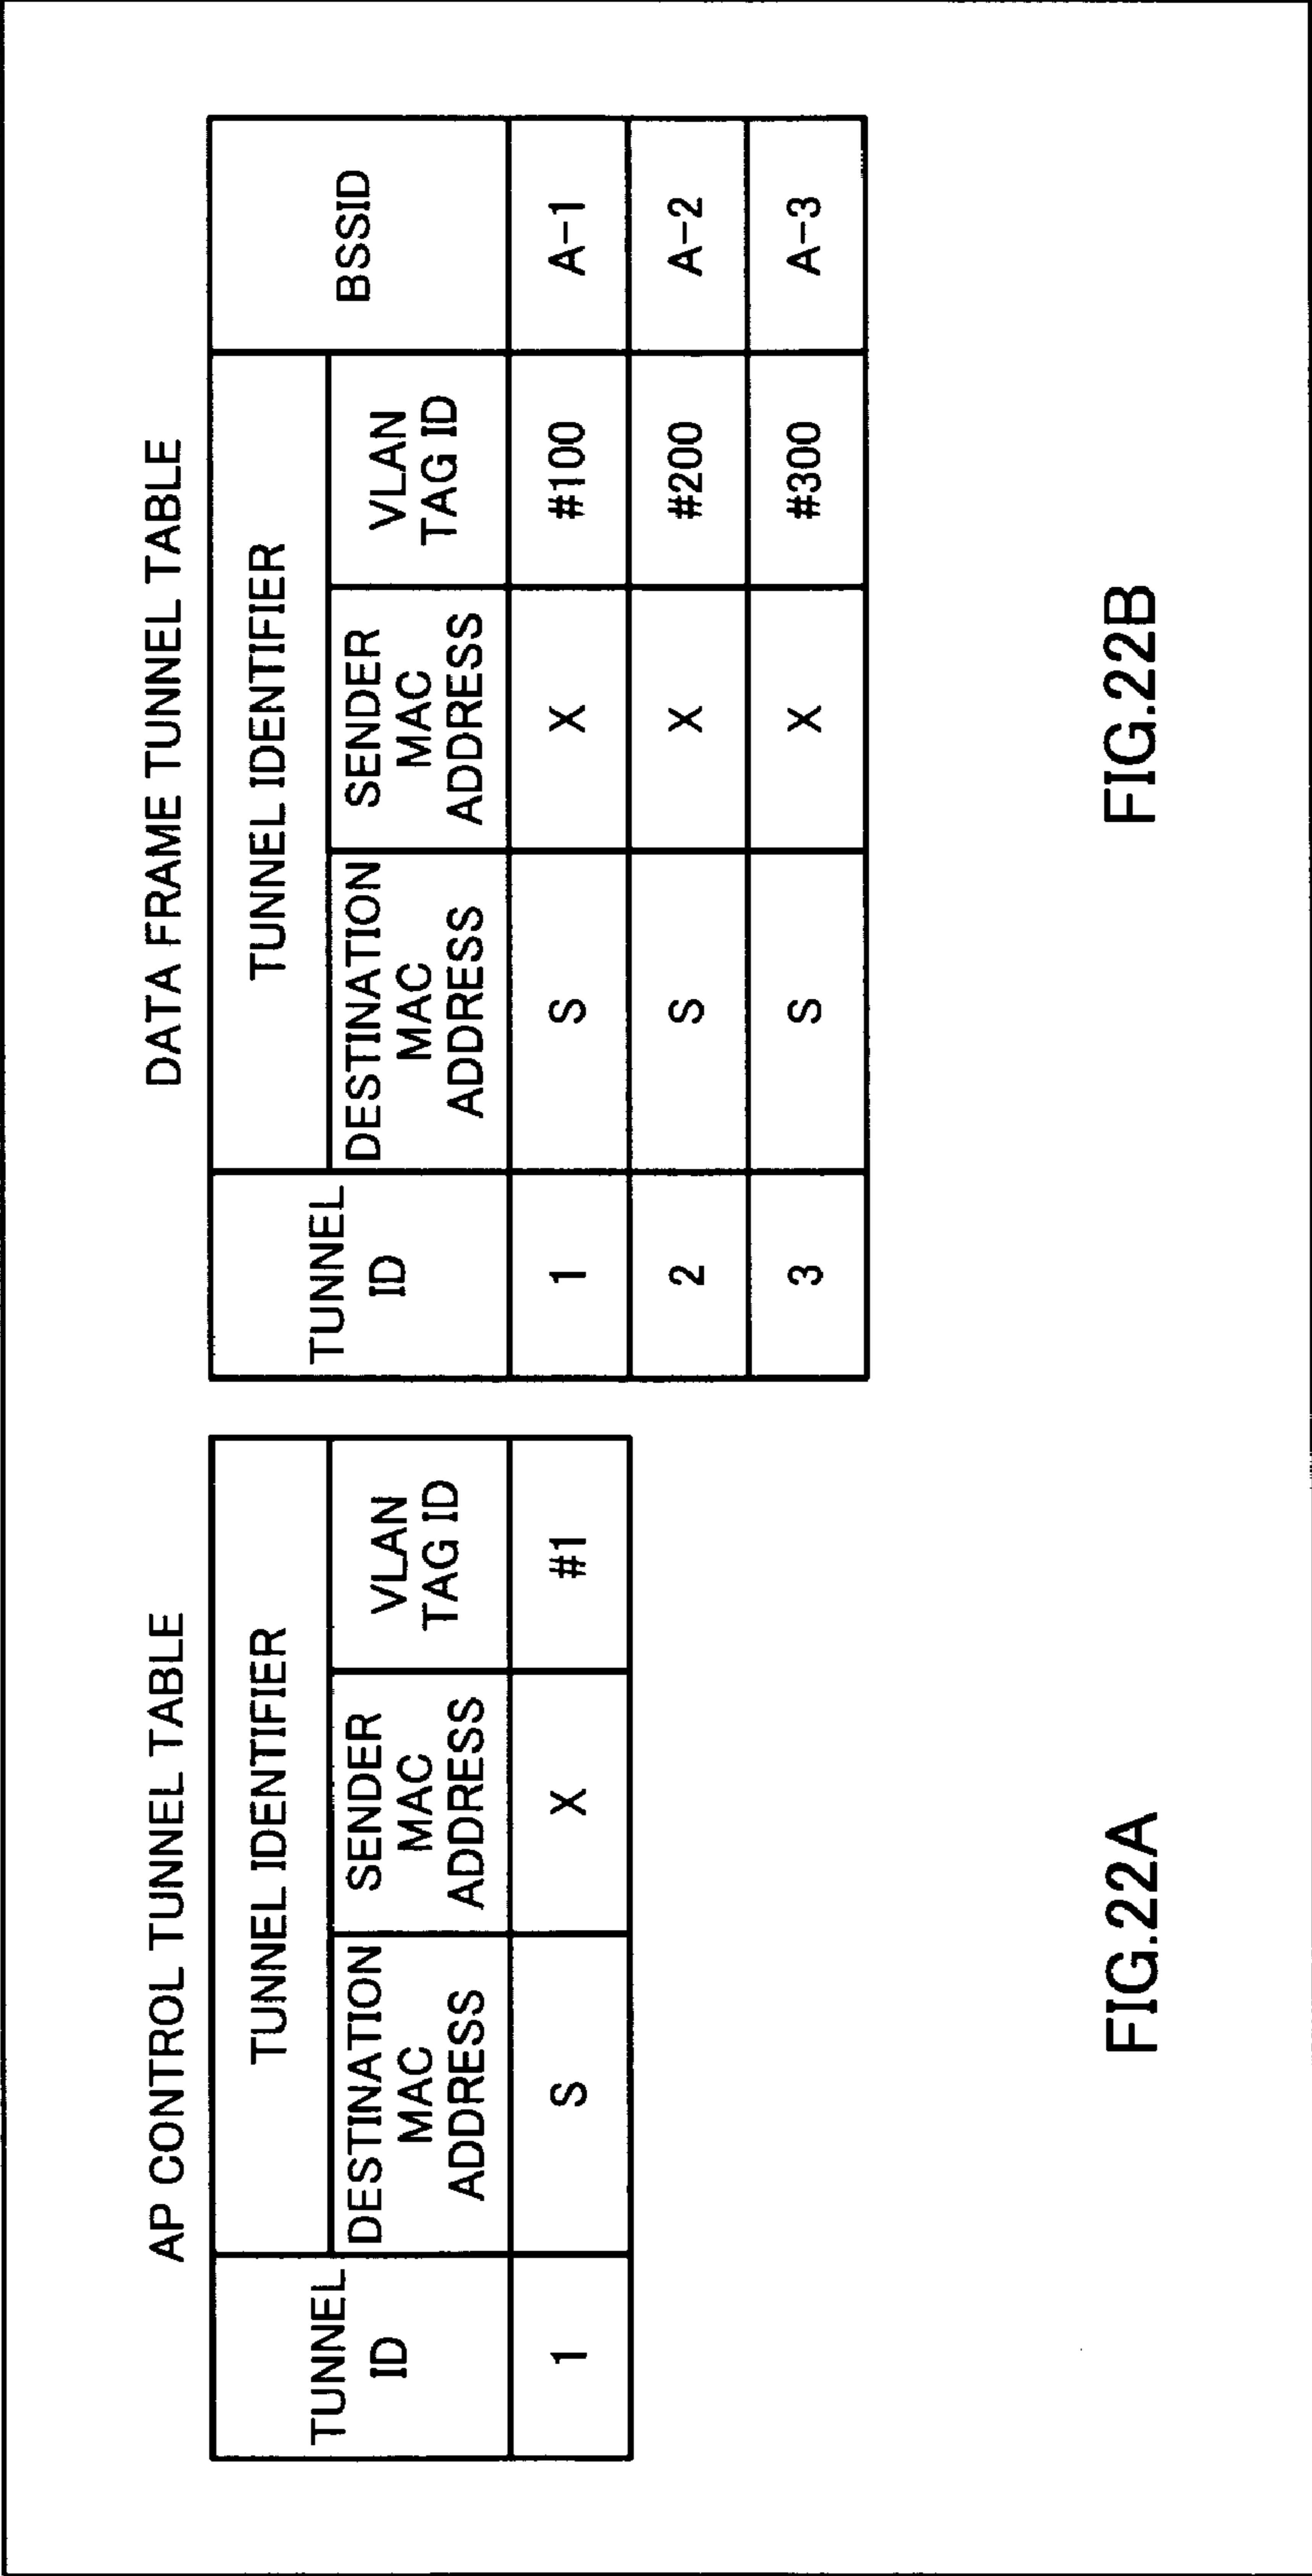 AP CONTROL TUNNEL TABLE
TUNNEL ID
TUNNEL IDENTIFIER
DESTINATION MAC ADDRESS
SENDER MAC ADDRESS
VLAN TAG ID
1 S X #1
FIG.22A
DATA FRAME TUNNEL TABLE
TUNNEL ID
TUNNEL IDENTIFIER
BSSID
DESTINATION MAC ADDRESS
SENDER MAC ADDRESS
VLAN TAG ID
1 S X #100 A-1
2 S X #200 A-2
3 S X #300 A-3
FIG.22B